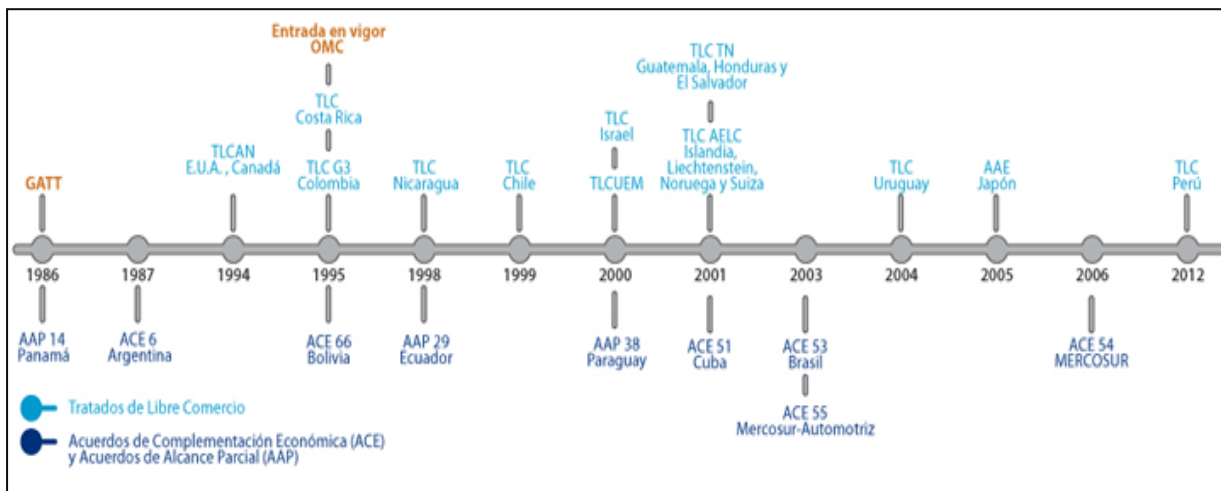 Entrada en vigor
OMC
TLC
Costa Rica
TLC TN
Guatemala, Honduras y
El Salvador
GATT
TLCAN
E.U.A. , Canadá
TLC G3
Colombia
TLC
Nicaragua
TLC
Chile
TLC
Israel
TLCUEM
TLC AELC
Islandia,
Liechtenstein,
Noruega y Suiza
TLC
Uruguay
AAE
Japón
TLC
Perú
1986
1987
1994
1995
1998
1999
2000
2001
2003
2004
2005
2006
2012
AAP 14
Panamá
ACE 6
Argentina
ACE 66
Bolivia
AAP 29
Ecuador
AAP 38
Paraguay
ACE 51
Cuba
ACE 53
Brasil
ACE 55
Mercosur-Automotriz
ACE 54
MERCOSUR
Tratados de Libre Comercio
Acuerdos de Complementación Económica (ACE)
y Acuerdos de Alcance Parcial (AAP)